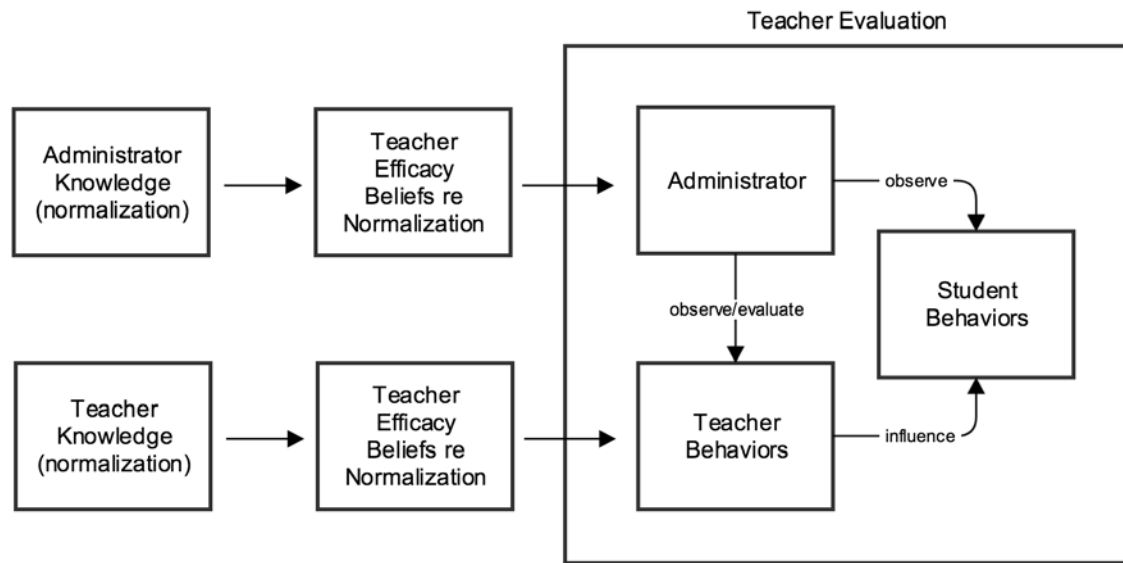 Teacher Evaluation
Administrator
Knowledge
(normalization)
Teacher
Efficacy
Beliefs re
Normalization
Administrator
observe
Student
Behaviors
observe/evaluate
Teacher
Knowledge
(normalization)
Teacher
Efficacy
Beliefs re
Normalization
Teacher
Behaviors
influence